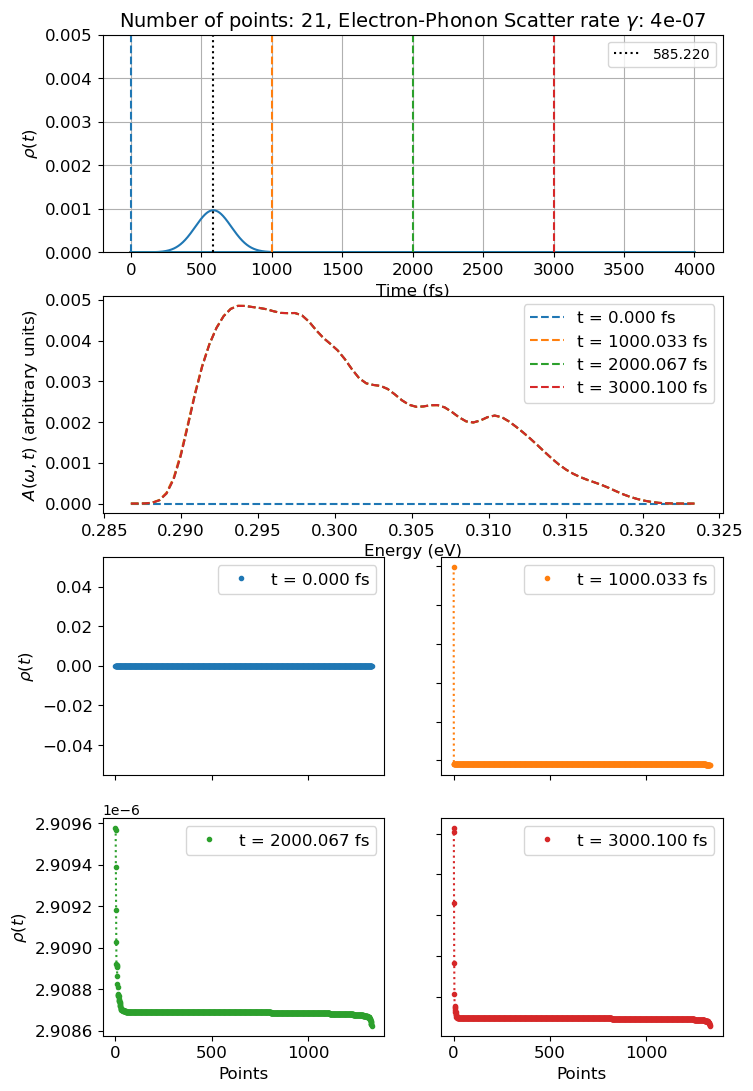 Number of points: 21, Electron-Phonon Scatter rate γ: 4e-07
0.005
0.004
0.003
0.002
0.001
0.000
ρ(t)
585.220
0 500 1000 1500 2000 2500 3000 3500 4000
Time (fs)
0.005
0.004
0.003
0.002
0.001
0.000
A(ω, t) (arbitrary units)
t = 0.000 fs
t = 1000.033 fs
t = 2000.067 fs
t = 3000.100 fs
0.285 0.290 0.295 0.300 0.305 0.310 0.315 0.320 0.325
Energy (eV)
0.04
0.02
0.00
−0.02
−0.04
ρ(t)
t = 0.000 fs
t = 1000.033 fs
1e−6
2.9096
2.9094
2.9092
2.9090
2.9088
2.9086
ρ(t)
t = 2000.067 fs
0 500 1000
Points
t = 3000.100 fs
0 500 1000
Points